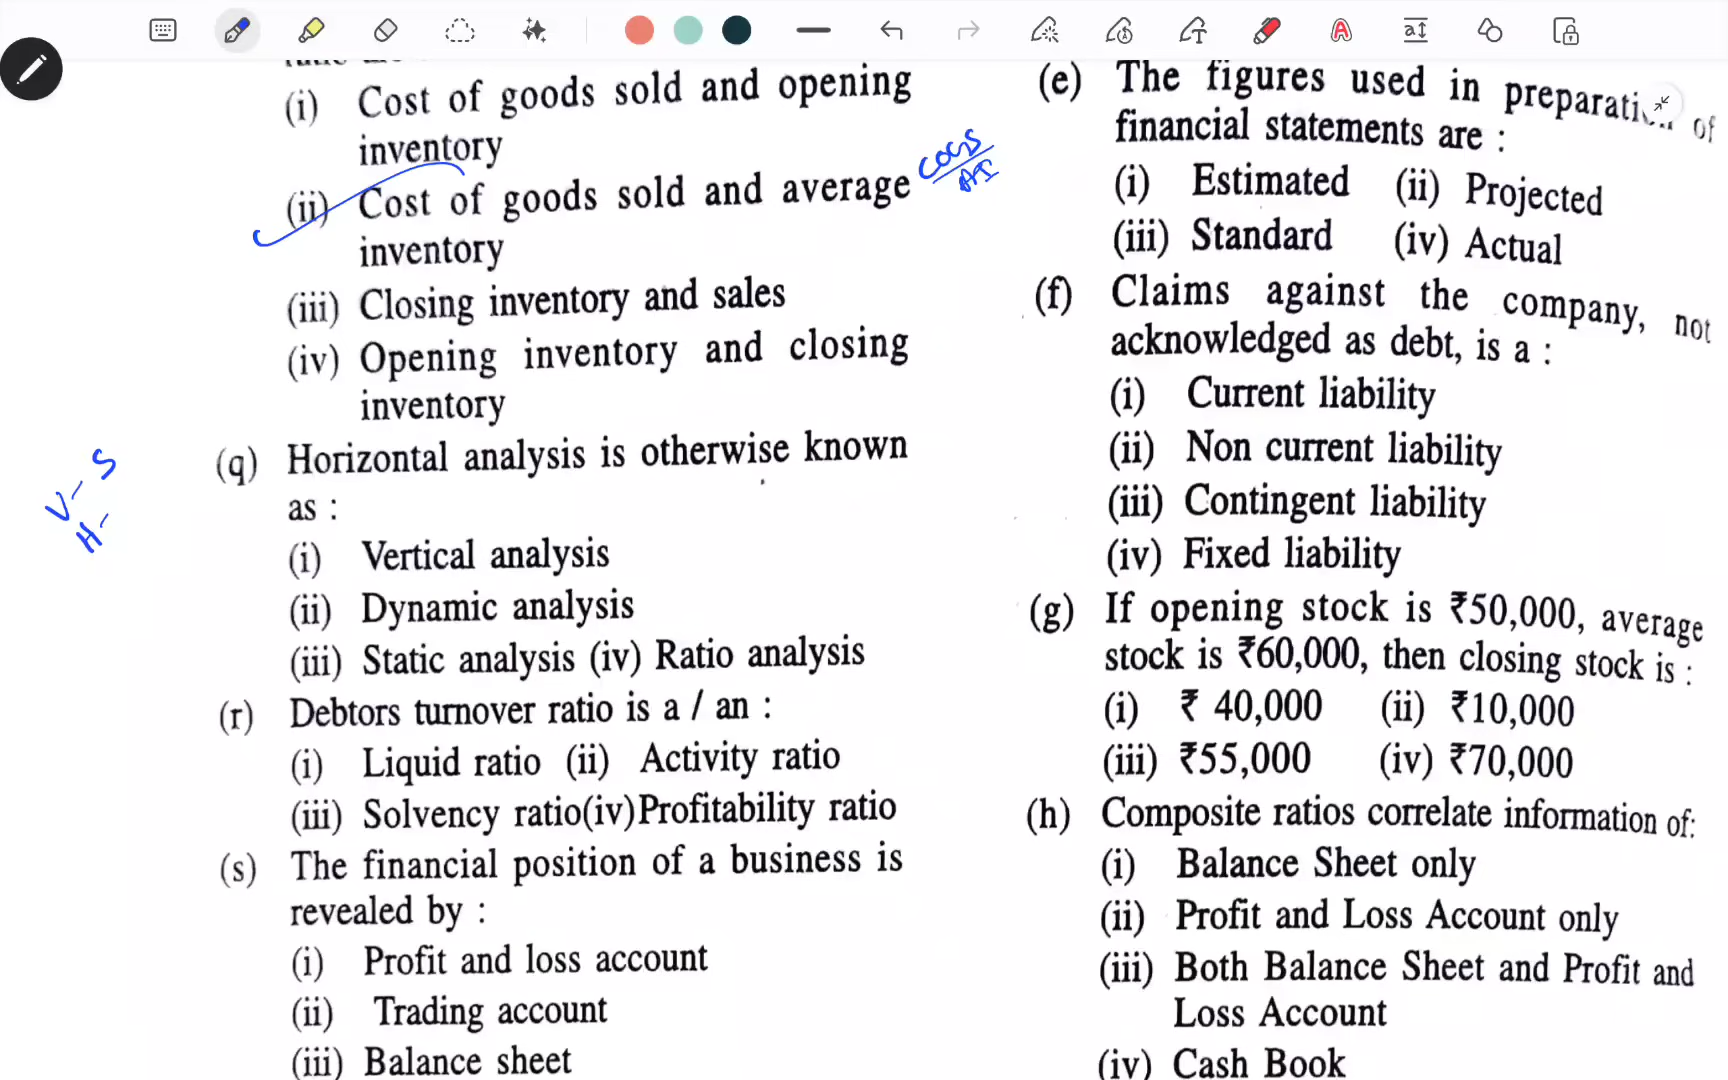 (i) Cost of goods sold and opening
inventory
(ii) Cost of goods sold and average
inventory
COGS
AI
(iii) Closing inventory and sales
(iv) Opening inventory and closing
inventory
V - S
H -
(q) Horizontal analysis is otherwise known
as :
(i) Vertical analysis
(ii) Dynamic analysis
(iii) Static analysis (iv) Ratio analysis
(r) Debtors turnover ratio is a / an :
(i) Liquid ratio (ii) Activity ratio
(iii) Solvency ratio(iv)Profitability ratio
(s) The financial position of a business is
revealed by :
(i) Profit and loss account
(ii) Trading account
(iii) Balance sheet
(e) The figures used in preparation of
financial statements are :
(i) Estimated (ii) Projected
(iii) Standard (iv) Actual
(f) Claims against the company, not
acknowledged as debt, is a :
(i) Current liability
(ii) Non current liability
(iii) Contingent liability
(iv) Fixed liability
(g) If opening stock is ₹50,000, average
stock is ₹60,000, then closing stock is :
(i) ₹ 40,000 (ii) ₹10,000
(iii) ₹55,000 (iv) ₹70,000
(h) Composite ratios correlate information of:
(i) Balance Sheet only
(ii) Profit and Loss Account only
(iii) Both Balance Sheet and Profit and
Loss Account
(iv) Cash Book